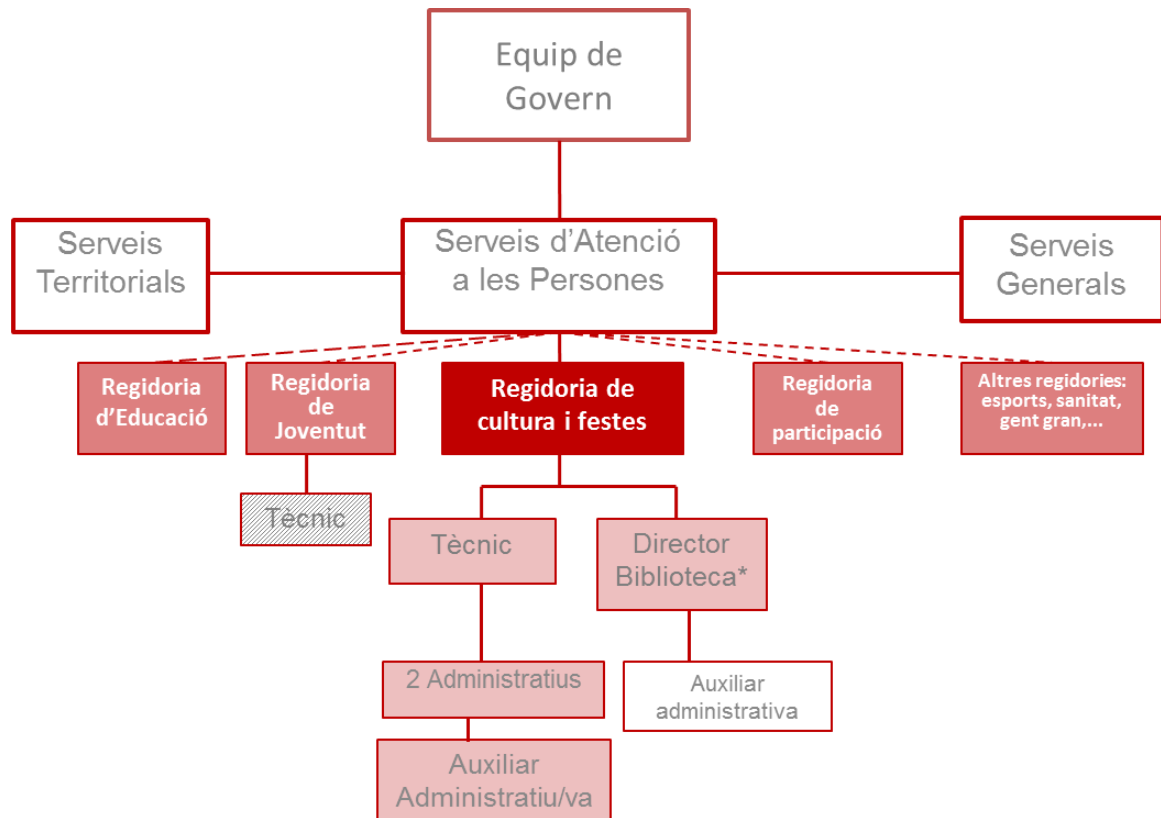 Equip de
Govern
Serveis
Territorials
Serveis d’Atenció
a les Persones
Serveis
Generals
Regidoria
d’Educació
Regidoria
de
Joventut
Regidoria de
cultura i festes
Regidoria
de
participació
Altres regidories:
esports, sanitat,
gent gran,...
Tècnic
Tècnic
Director
Biblioteca*
2 Administratius
Auxiliar
administrativa
Auxiliar
Administratiu/va